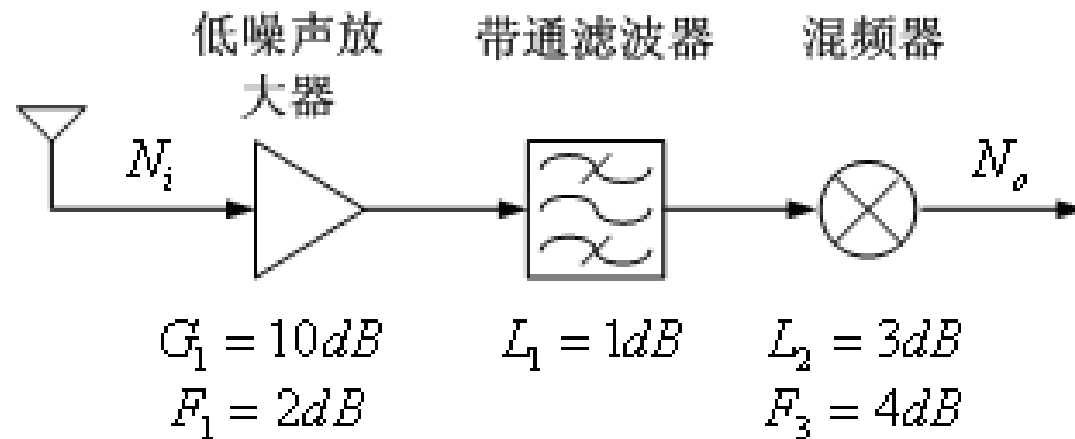 低噪声放
大器
带通滤波器
混频器
N_i
N_o
G_1 = 10dB
F_1 = 2dB
L_1 = 1dB
L_2 = 3dB
F_3 = 4dB